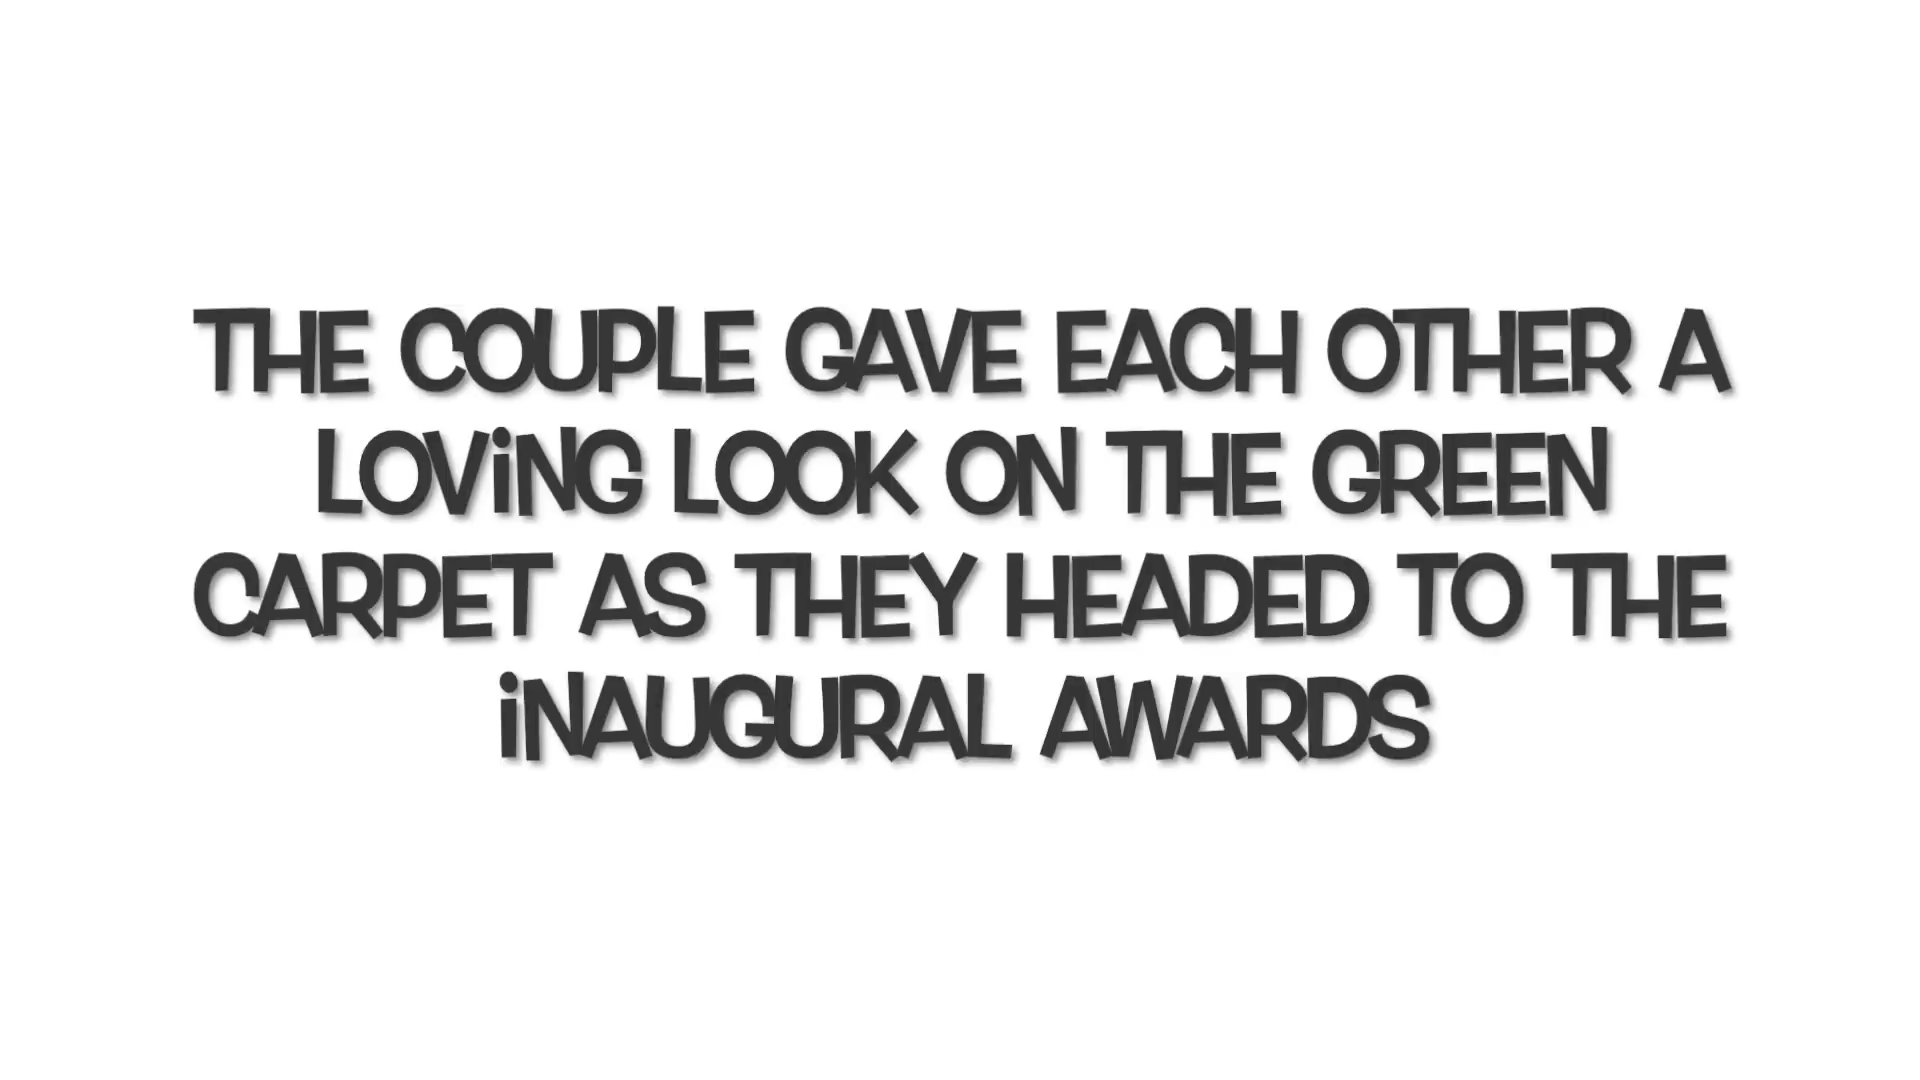 THE COUPLE GAVE EACH OTHER A
LOViNG LOOK ON THE GREEN
CARPET AS THEY HEADED TO THE
iNAUGURAL AWARDS